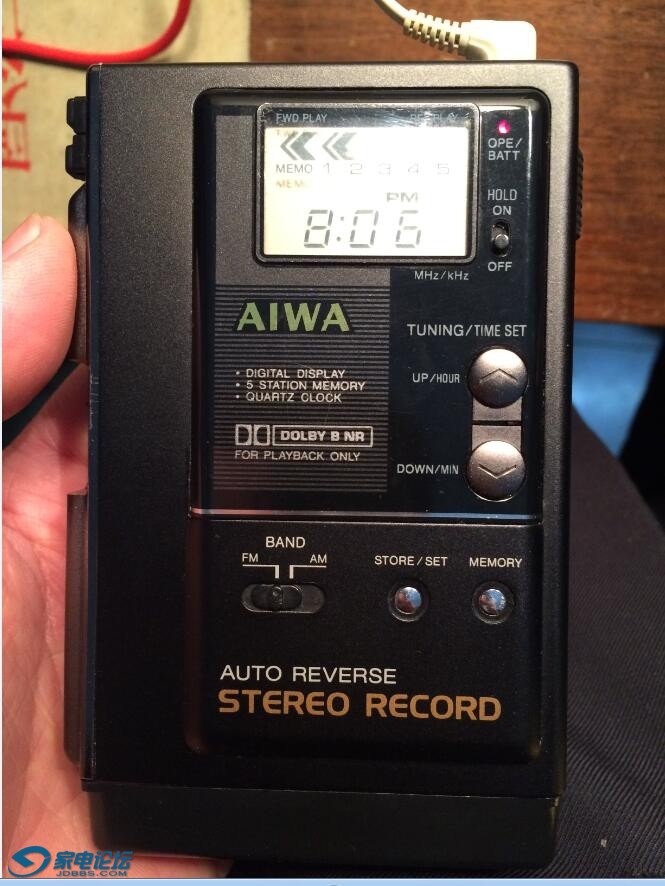 FWD PLAY REV PLAY
MEMO 1 2 3 4 5
PM
8:06
MHz/kHz
OPE/
BATT
HOLD
ON
OFF
AIWA
TUNING/TIME SET
UP/HOUR
DOWN/MIN
• DIGITAL DISPLAY
• 5 STATION MEMORY
• QUARTZ CLOCK
DOLBY B NR
FOR PLAYBACK ONLY
BAND
FM AM
STORE/SET
MEMORY
AUTO REVERSE
STEREO RECORD
家电论坛
JDBBS.COM